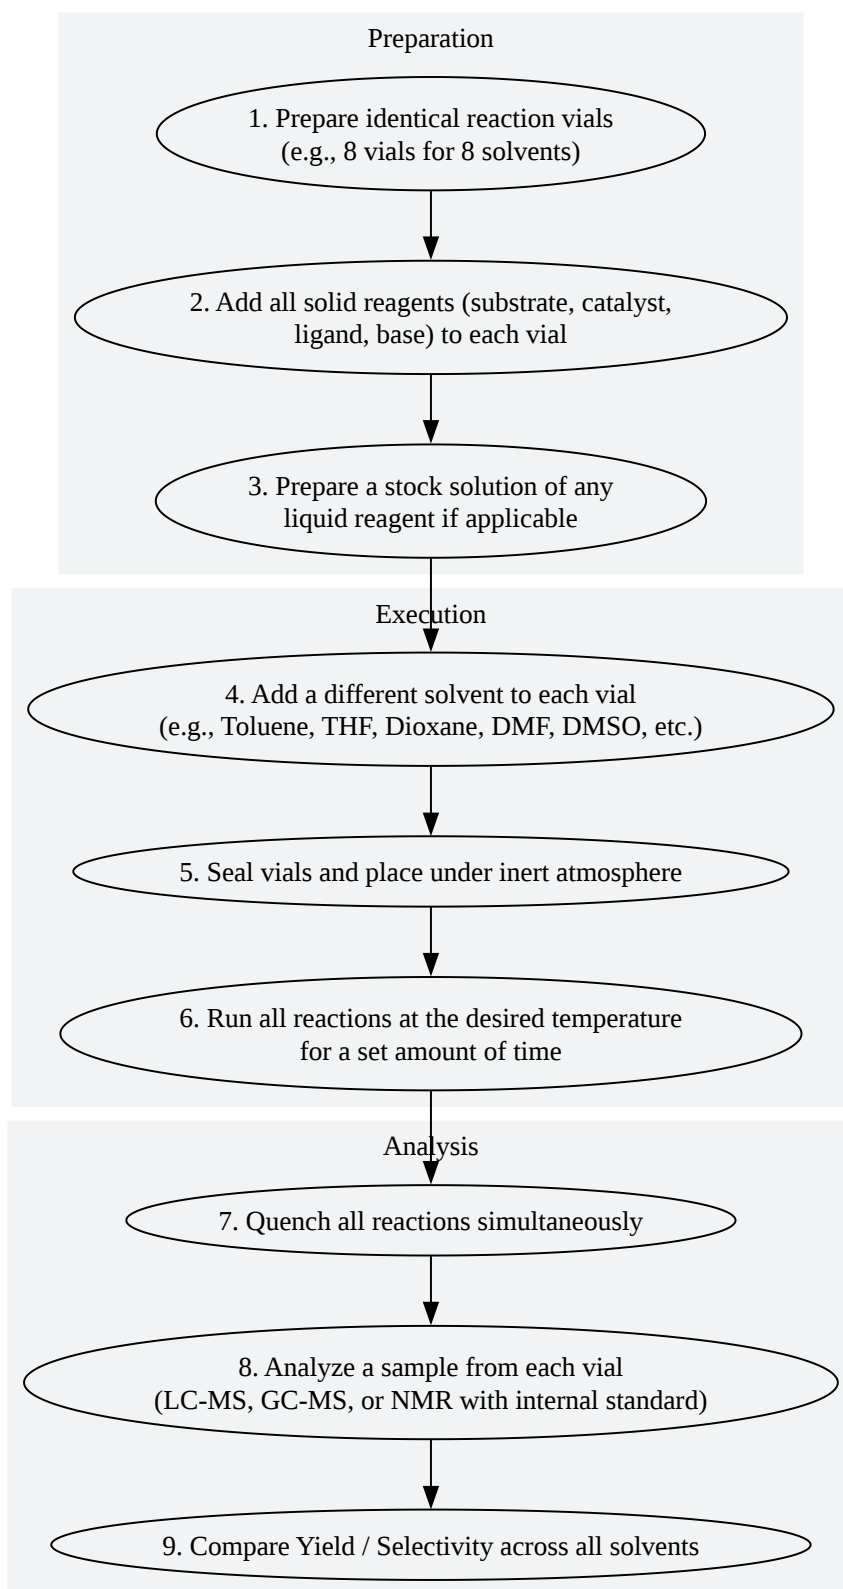 Preparation
1. Prepare identical reaction vials
(e.g., 8 vials for 8 solvents)
2. Add all solid reagents (substrate, catalyst,
ligand, base) to each vial
3. Prepare a stock solution of any
liquid reagent if applicable
Execution
4. Add a different solvent to each vial
(e.g., Toluene, THF, Dioxane, DMF, DMSO, etc.)
5. Seal vials and place under inert atmosphere
6. Run all reactions at the desired temperature
for a set amount of time
Analysis
7. Quench all reactions simultaneously
8. Analyze a sample from each vial
(LC-MS, GC-MS, or NMR with internal standard)
9. Compare Yield / Selectivity across all solvents